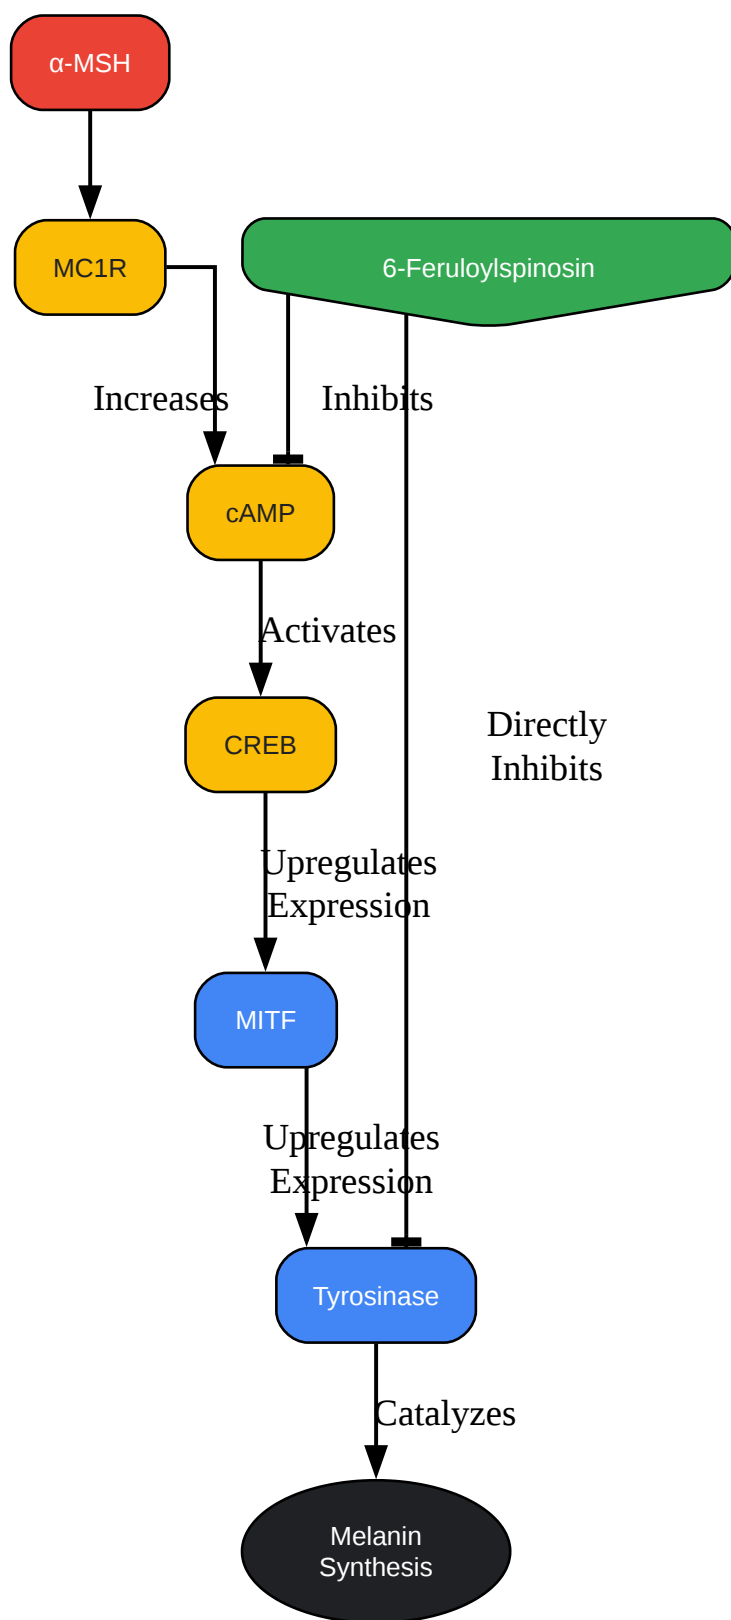 α-MSH
MC1R
6-Feruloylspinosin
Increases
Inhibits
cAMP
Activates
CREB
Directly
Inhibits
Upregulates
Expression
MITF
Upregulates
Expression
Tyrosinase
Catalyzes
Melanin
Synthesis